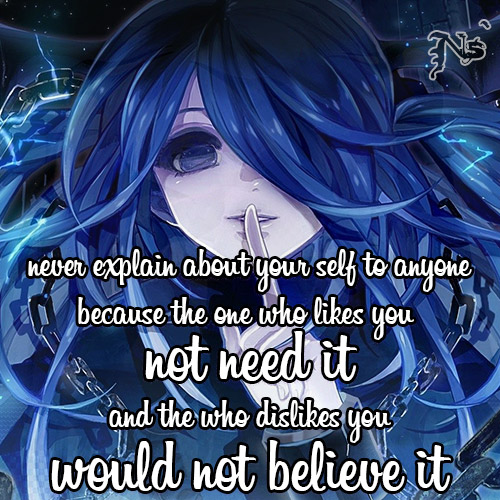 Ns
never explain about your self to anyone
because the one who likes you
not need it
and the who dislikes you
would not believe it